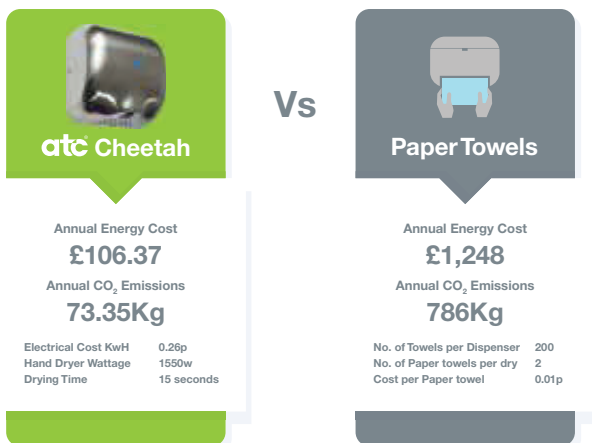 atc Cheetah
Annual Energy Cost
£106.37
Annual CO₂ Emissions
73.35Kg
Electrical Cost KwH 0.26p
Hand Dryer Wattage 1550w
Drying Time 15 seconds
Vs
Paper Towels
Annual Energy Cost
£1,248
Annual CO₂ Emissions
786Kg
No. of Towels per Dispenser 200
No. of Paper towels per dry 2
Cost per Paper towel 0.01p